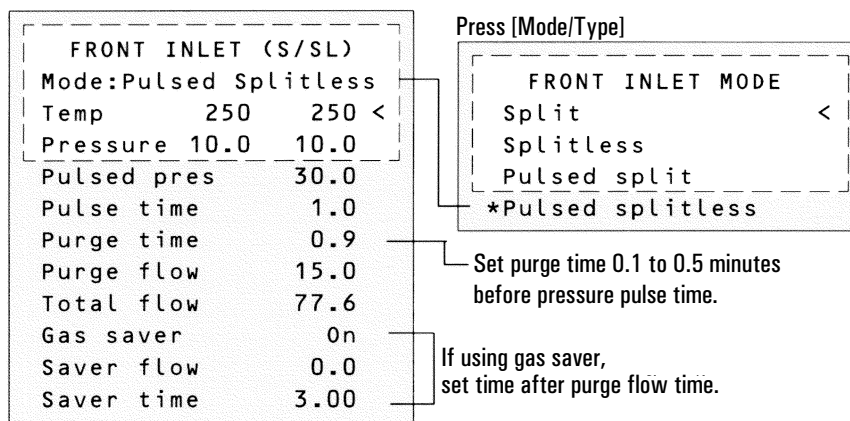 FRONT INLET (S/SL)
Mode:Pulsed Splitless
Temp 250 250 <
Pressure 10.0 10.0
Pulsed pres 30.0
Pulse time 1.0
Purge time 0.9
Purge flow 15.0
Total flow 77.6
Gas saver On
Saver flow 0.0
Saver time 3.00
Press [Mode/Type]
FRONT INLET MODE
Split <
Splitless
Pulsed split
*Pulsed splitless
Set purge time 0.1 to 0.5 minutes
before pressure pulse time.
If using gas saver,
set time after purge flow time.